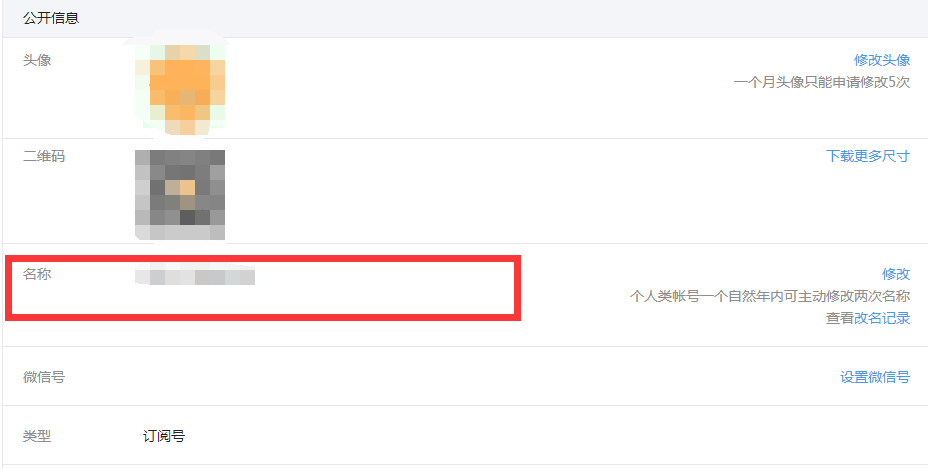 公开信息
头像
修改头像
一个月头像只能申请修改5次
二维码
下载更多尺寸
名称
修改
个人类帐号一个自然年内可主动修改两次名称
查看改名记录
微信号
设置微信号
类型
订阅号